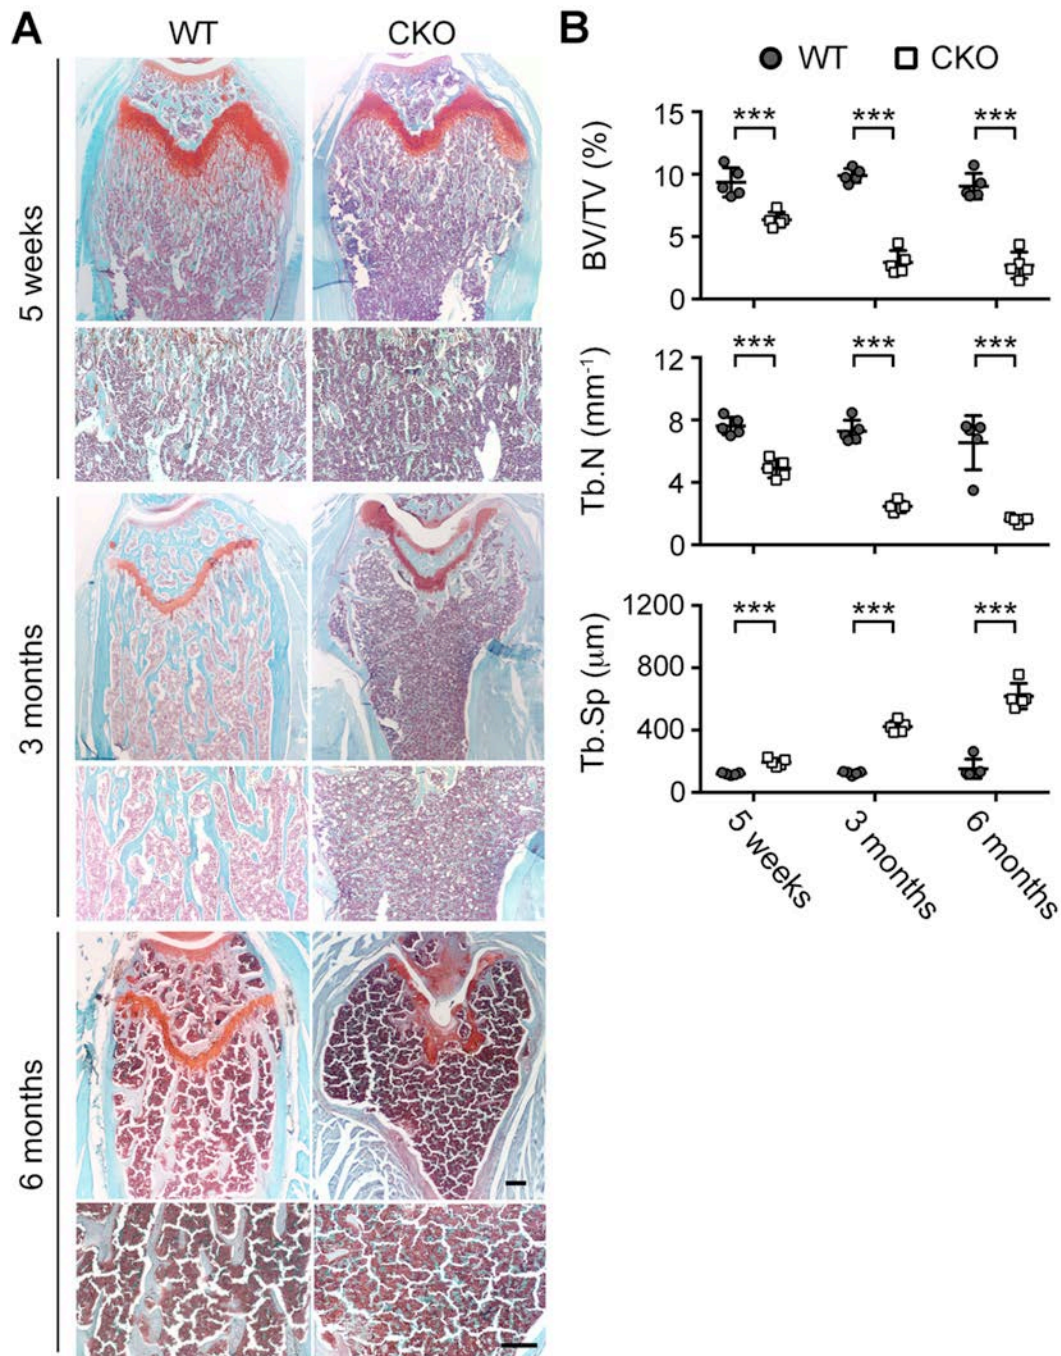 A
WT
CKO
5 weeks
3 months
6 months
B
WT
CKO
BV/TV (%)
15
10
5
0
***
***
***
Tb.N (mm⁻¹)
12
8
4
0
***
***
***
Tb.Sp (μm)
1200
800
400
0
***
***
***
5 weeks
3 months
6 months